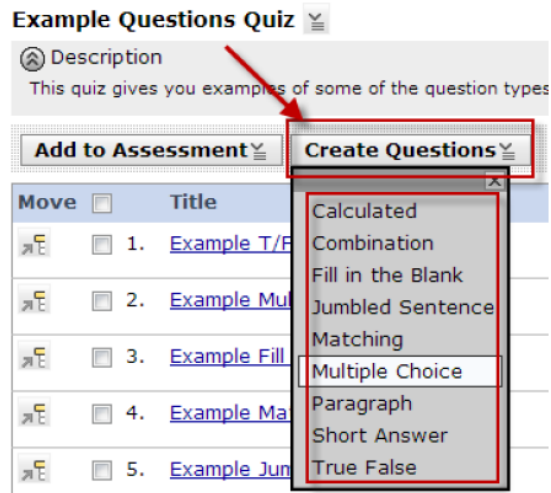 Example Questions Quiz
Description
This quiz gives you examples of some of the question types
Add to Assessment
Create Questions
Move
Title
1. Example T/F
2. Example Mul
3. Example Fill
4. Example Ma
5. Example Jum
Calculated
Combination
Fill in the Blank
Jumbled Sentence
Matching
Multiple Choice
Paragraph
Short Answer
True False